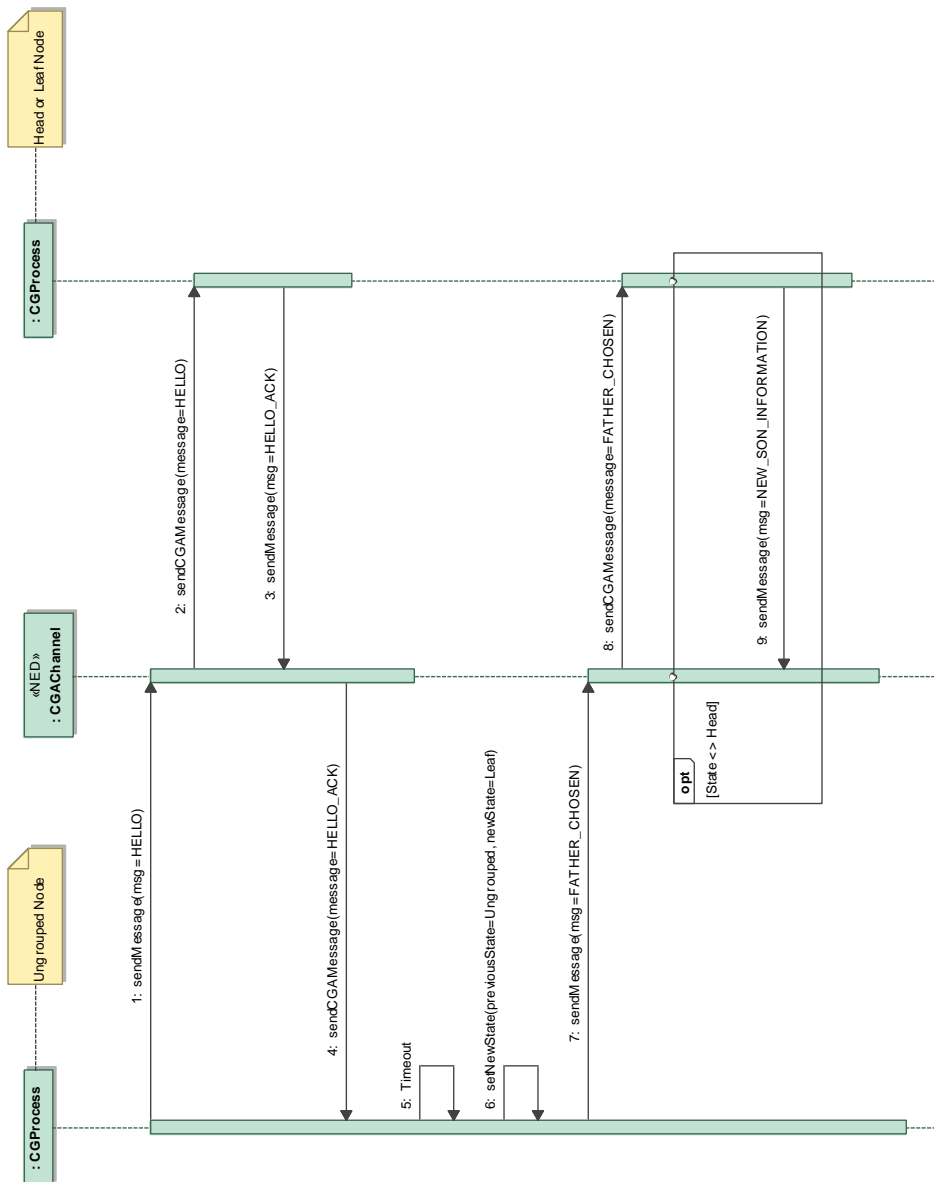 Ungrouped Node
: CGProcess
«NED»
: CGAChannel
Head or Leaf Node
: CGProcess
1: sendMessage(msg=HELLO)
2: sendCGAMessage(message=HELLO)
3: sendMessage(msg=HELLO_ACK)
4: sendCGAMessage(message=HELLO_ACK)
5: Timeout
6: setNewState(previousState=Ungrouped, newState=Leaf)
7: sendMessage(msg=FATHER_CHOSEN)
8: sendCGAMessage(message=FATHER_CHOSEN)
opt
[State <> Head]
9: sendMessage(msg=NEW_SON_INFORMATION)